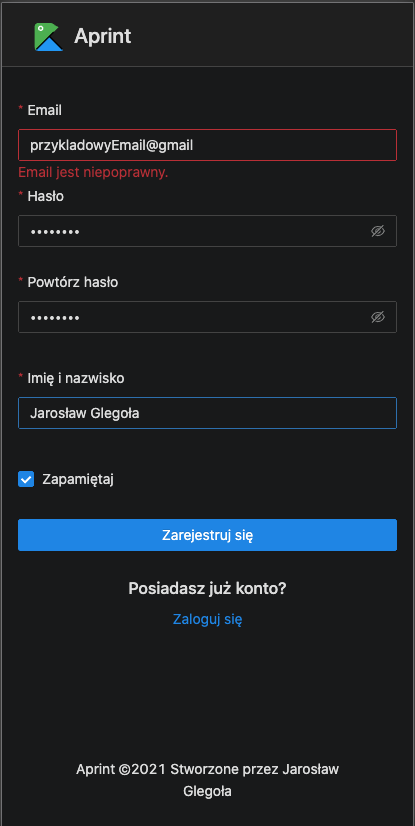 Aprint
* Email
przykladowyEmail@gmail
Email jest niepoprawny.
* Hasło
••••••••
* Powtórz hasło
••••••••
* Imię i nazwisko
Jarosław Glegoła
Zapamiętaj
Zarejestruj się
Posiadasz już konto?
Zaloguj się
Aprint ©2021 Stworzone przez Jarosław
Glegoła